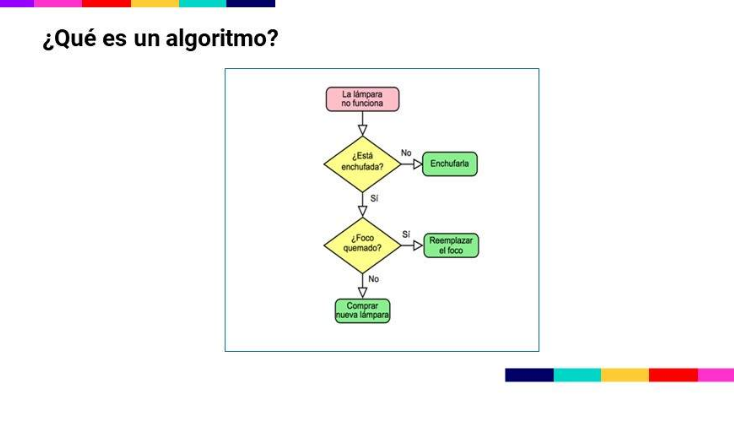 ¿Qué es un algoritmo?
La lámpara
no funciona
¿Está
enchufada?
No
Enchufarla
Sí
¿Foco
quemado?
Sí
Reemplazar
el foco
No
Comprar
nueva lámpara